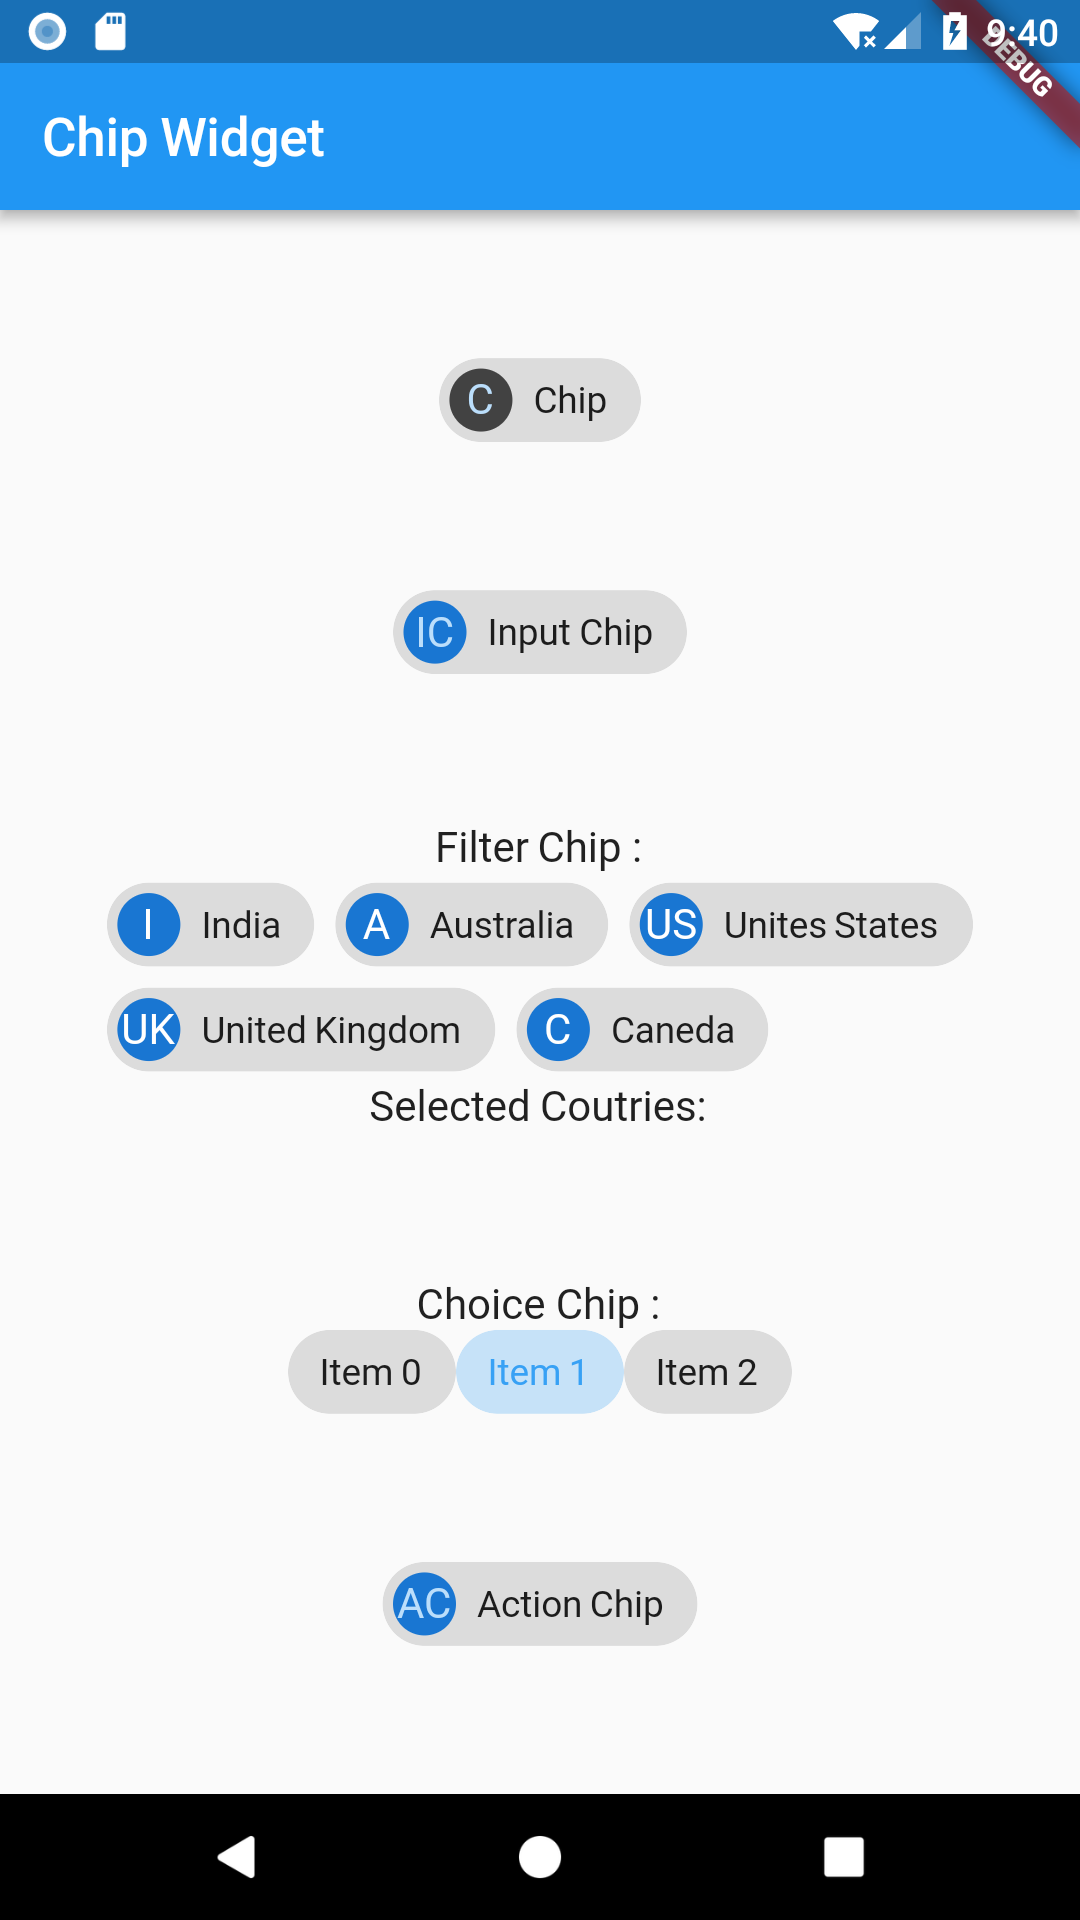 9:40
DEBUG
Chip Widget
C Chip
IC Input Chip
Filter Chip :
I India A Australia US Unites States
UK United Kingdom C Caneda
Selected Coutries:
Choice Chip :
Item 0 Item 1 Item 2
AC Action Chip